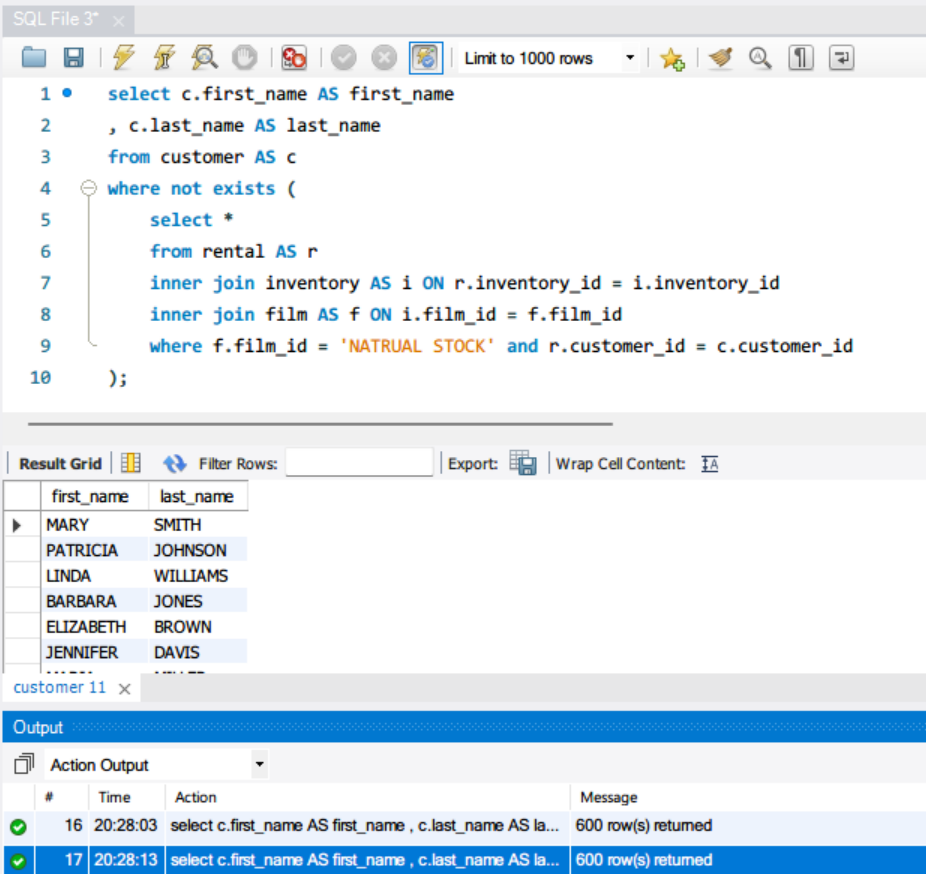 SQL File 3*
Limit to 1000 rows
1 select c.first_name AS first_name
2 , c.last_name AS last_name
3 from customer AS c
4 where not exists (
5 select *
6 from rental AS r
7 inner join inventory AS i ON r.inventory_id = i.inventory_id
8 inner join film AS f ON i.film_id = f.film_id
9 where f.film_id = 'NATRUAL STOCK' and r.customer_id = c.customer_id
10 );
Result Grid Filter Rows: Export: Wrap Cell Content:
first_name last_name
MARY SMITH
PATRICIA JOHNSON
LINDA WILLIAMS
BARBARA JONES
ELIZABETH BROWN
JENNIFER DAVIS
customer 11
Output
Action Output
# Time Action Message
16 20:28:03 select c.first_name AS first_name , c.last_name AS la... 600 row(s) returned
17 20:28:13 select c.first_name AS first_name , c.last_name AS la... 600 row(s) returned